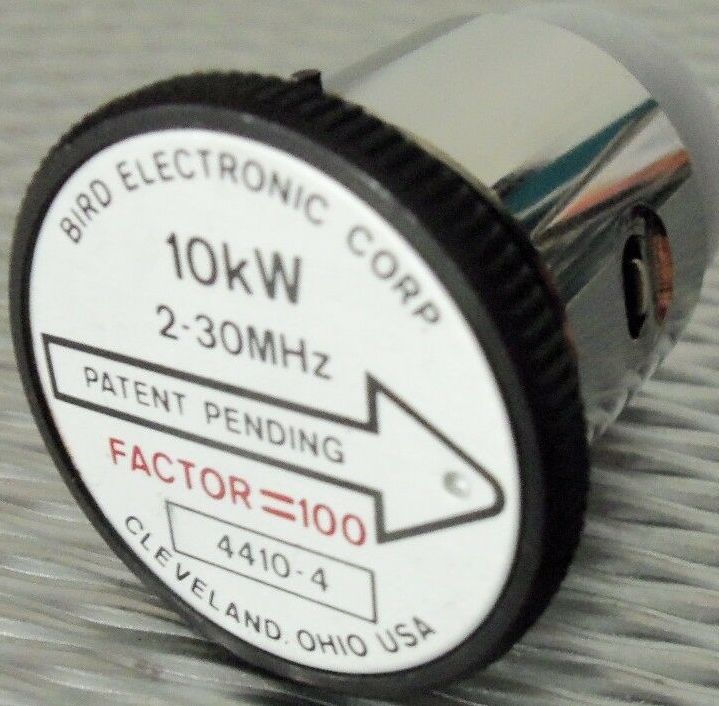 BIRD ELECTRONIC CORP.
10kW
2-30MHz
PATENT PENDING
FACTOR=100
4410-4
CLEVELAND, OHIO USA